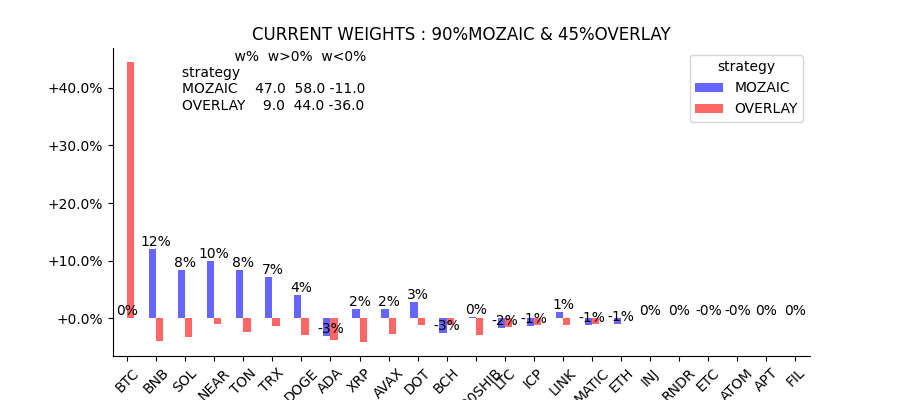 CURRENT WEIGHTS : 90%MOZAIC & 45%OVERLAY
w% w>0% w<0%
strategy
MOZAIC 47.0 58.0 -11.0
OVERLAY 9.0 44.0 -36.0
strategy
MOZAIC
OVERLAY
+40.0%
+30.0%
+20.0%
+10.0%
+0.0%
0% 12% 8% 10% 8% 7% 4% -3% 2% 2% 3% -3% 0% -2% -1% 1% -1% -1% 0% 0% -0% -0% 0% 0%
BTC BNB SOL NEAR TON TRX DOGE ADA XRP AVAX DOT BCH LTC ICP LINK MATIC ETH INJ RNDR ETC ATOM APT FIL